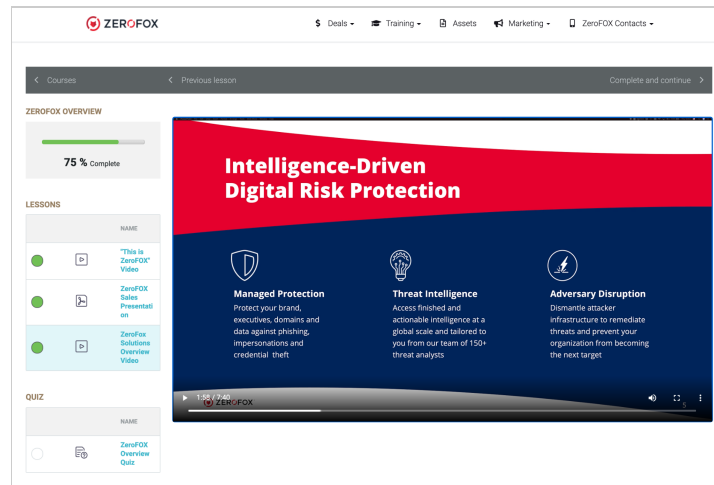 ZEROFOX
$ Deals
Training
Assets
Marketing
ZeroFOX Contacts
Courses
Previous lesson
Complete and continue
ZEROFOX OVERVIEW
75 % Complete
LESSONS
NAME
"This is
ZeroFOX"
Video
ZeroFOX
Sales
Presentati
on
ZeroFox
Solutions
Overview
Video
QUIZ
NAME
ZeroFOX
Overview
Quiz
Intelligence-Driven
Digital Risk Protection
Managed Protection
Protect your brand,
executives, domains and
data against phishing,
impersonations and
credential theft
Threat Intelligence
Access finished and
actionable intelligence at a
global scale and tailored to
you from our team of 150+
threat analysts
Adversary Disruption
Dismantle attacker
infrastructure to remediate
threats and prevent your
organization from becoming
the next target
1:58 / 7:40
ZEROFOX
5